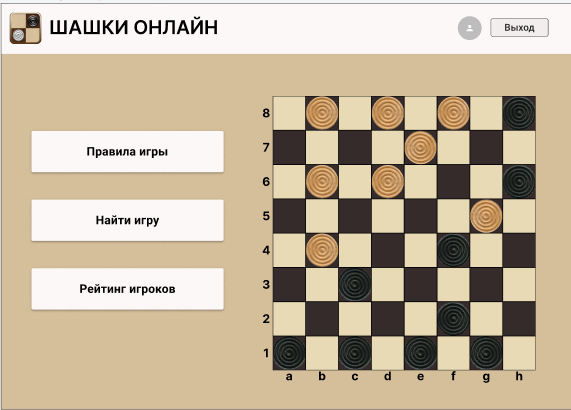 ШАШКИ ОНЛАЙН
Выход
Правила игры
Найти игру
Рейтинг игроков
8
7
6
5
4
3
2
1
a b c d e f g h